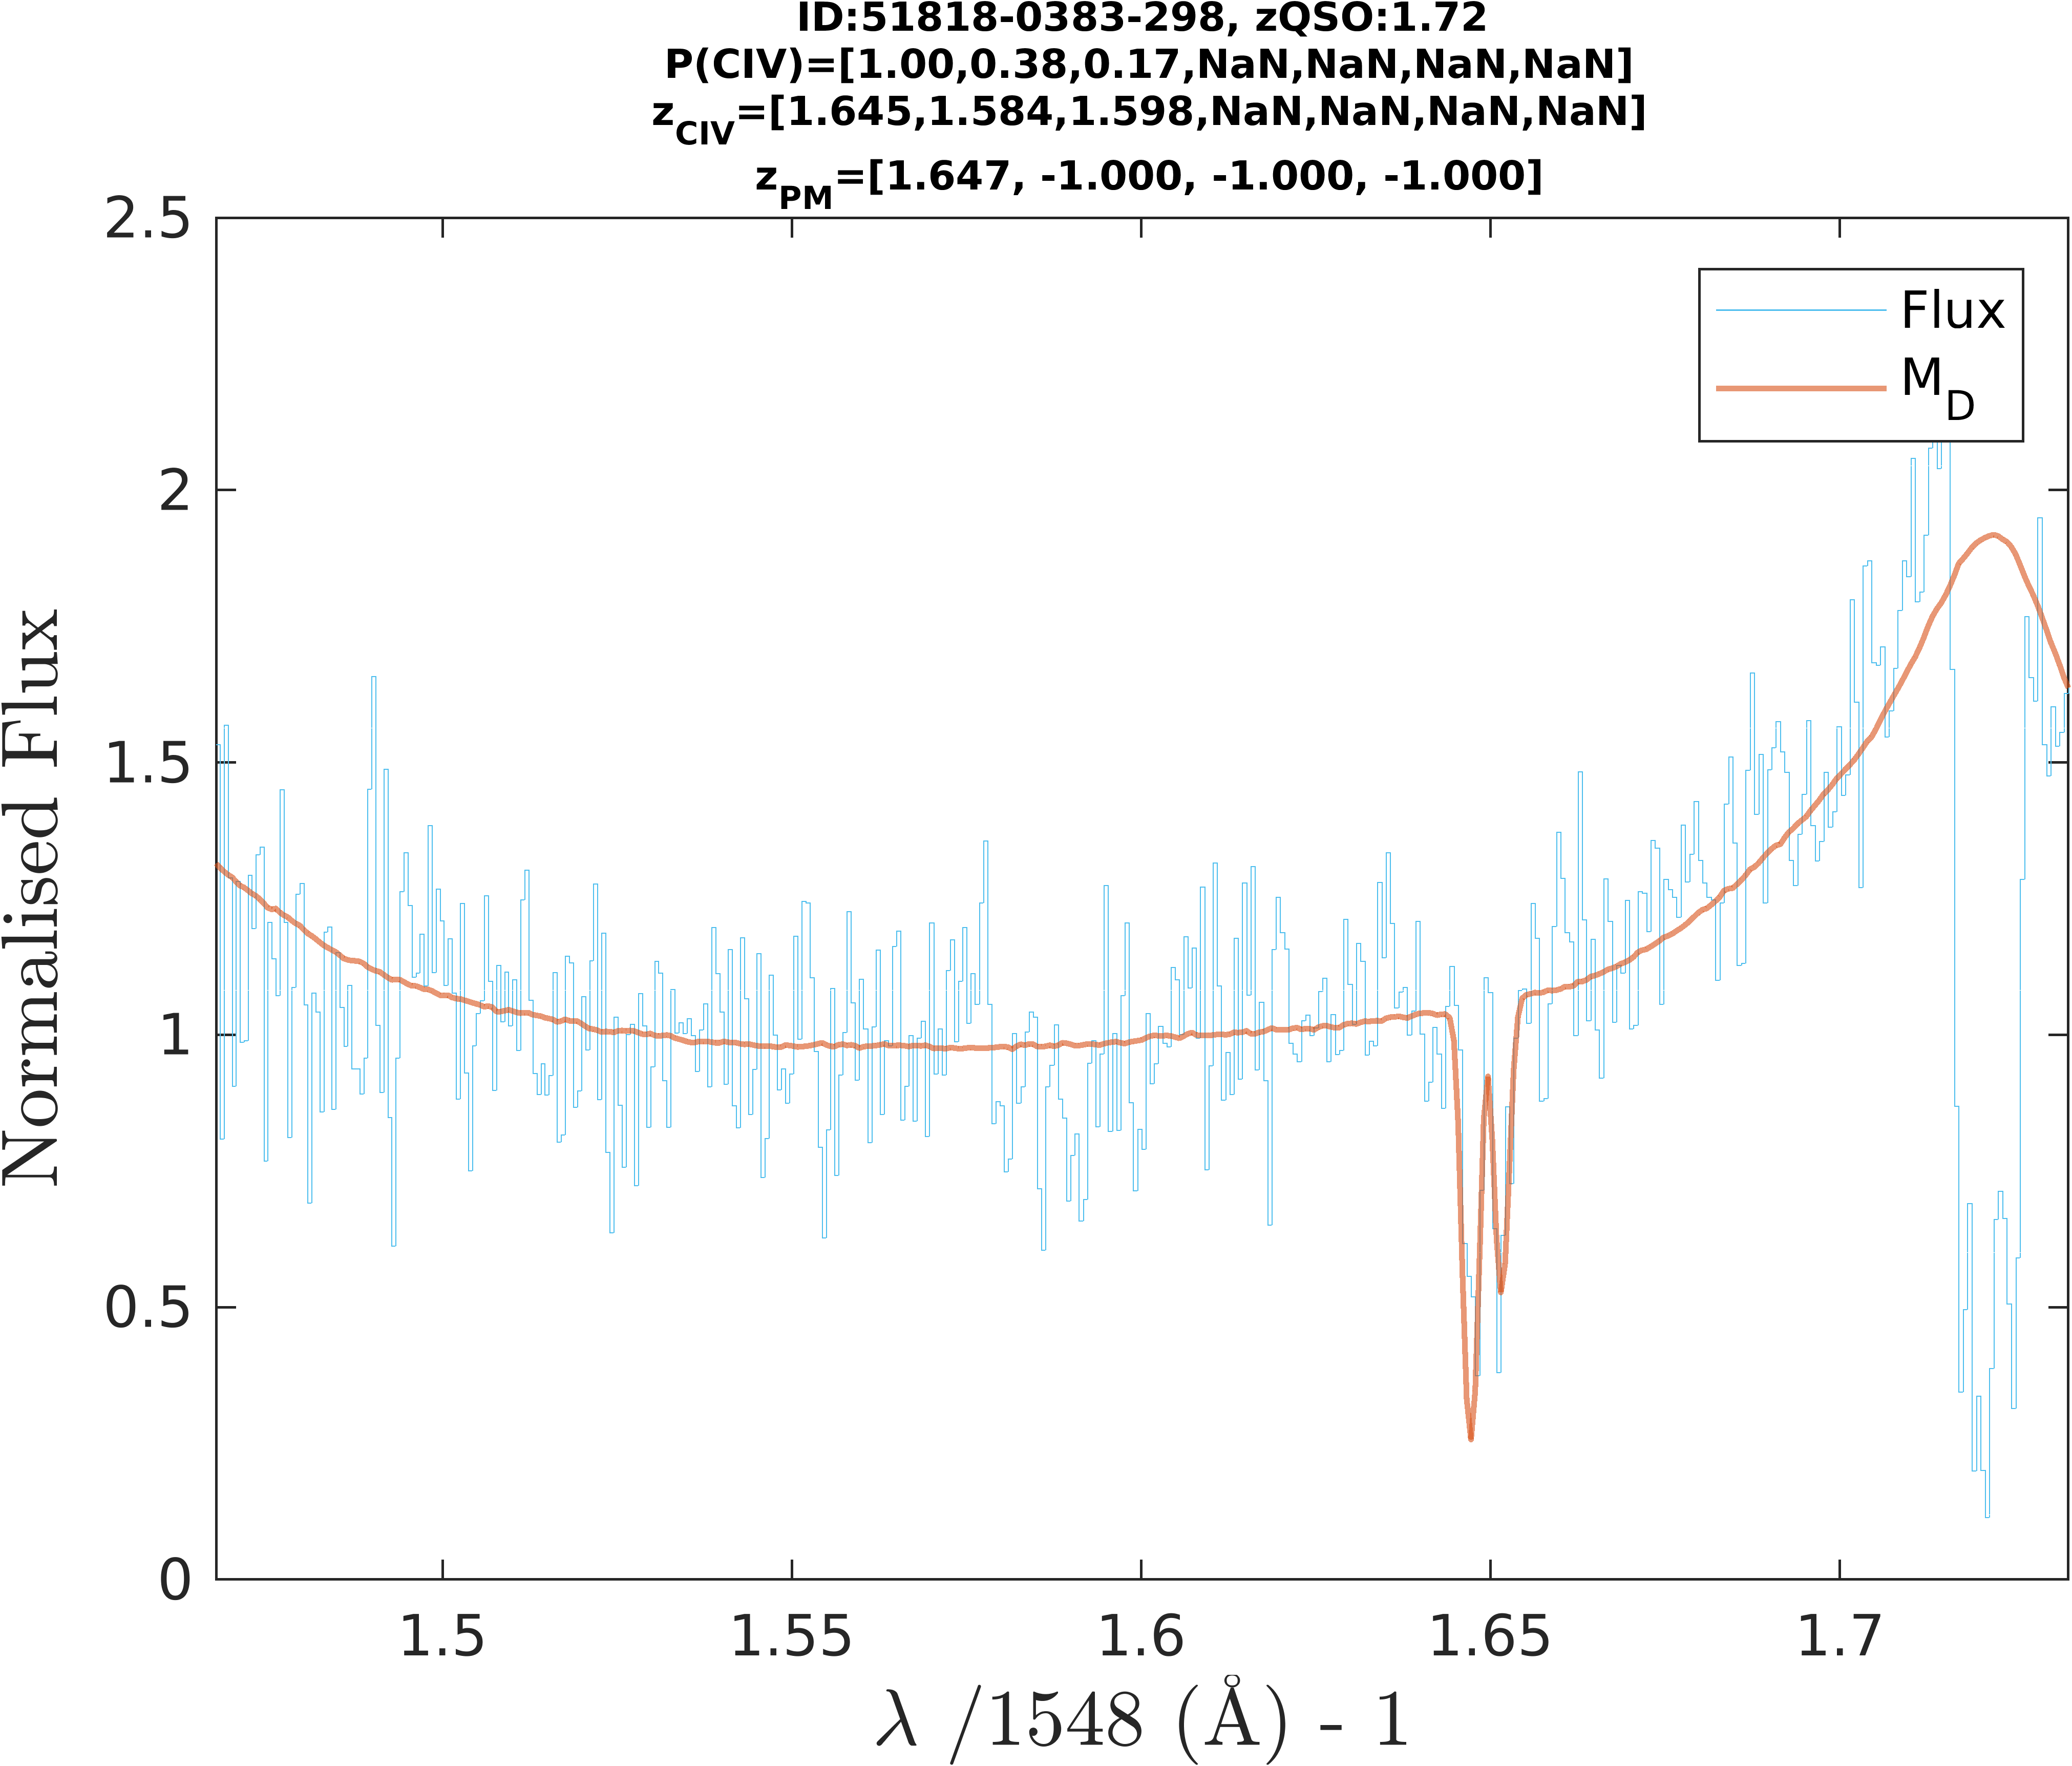 ID:51818-0383-298, zQSO:1.72
P(CIV)=[1.00,0.38,0.17,NaN,NaN,NaN,NaN]
zCIV=[1.645,1.584,1.598,NaN,NaN,NaN,NaN]
zPM=[1.647, -1.000, -1.000, -1.000]
2.5
2
1.5
1
0.5
0
Normalised Flux
Flux
MD
1.5
1.55
1.6
1.65
1.7
λ /1548 (Å) - 1